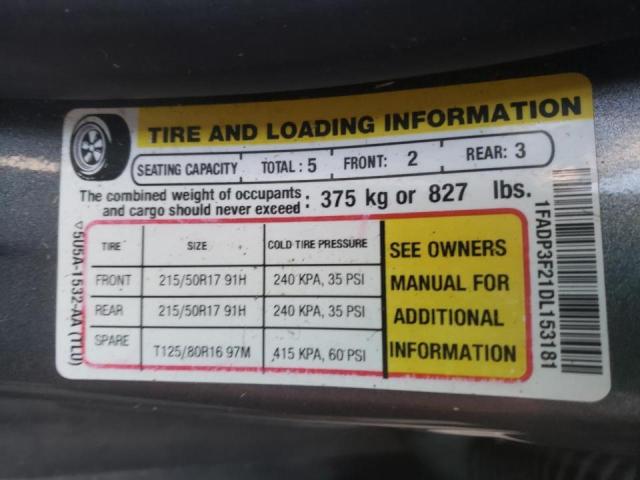 TIRE AND LOADING INFORMATION
SEATING CAPACITY TOTAL : 5 FRONT: 2 REAR: 3
The combined weight of occupants and cargo should never exceed : 375 kg or 827 lbs.
TIRE SIZE COLD TIRE PRESSURE
FRONT 215/50R17 91H 240 KPA, 35 PSI
REAR 215/50R17 91H 240 KPA, 35 PSI
SPARE T125/80R16 97M 415 KPA, 60 PSI
SEE OWNERS
MANUAL FOR
ADDITIONAL
INFORMATION
1FADP3F21DL153181